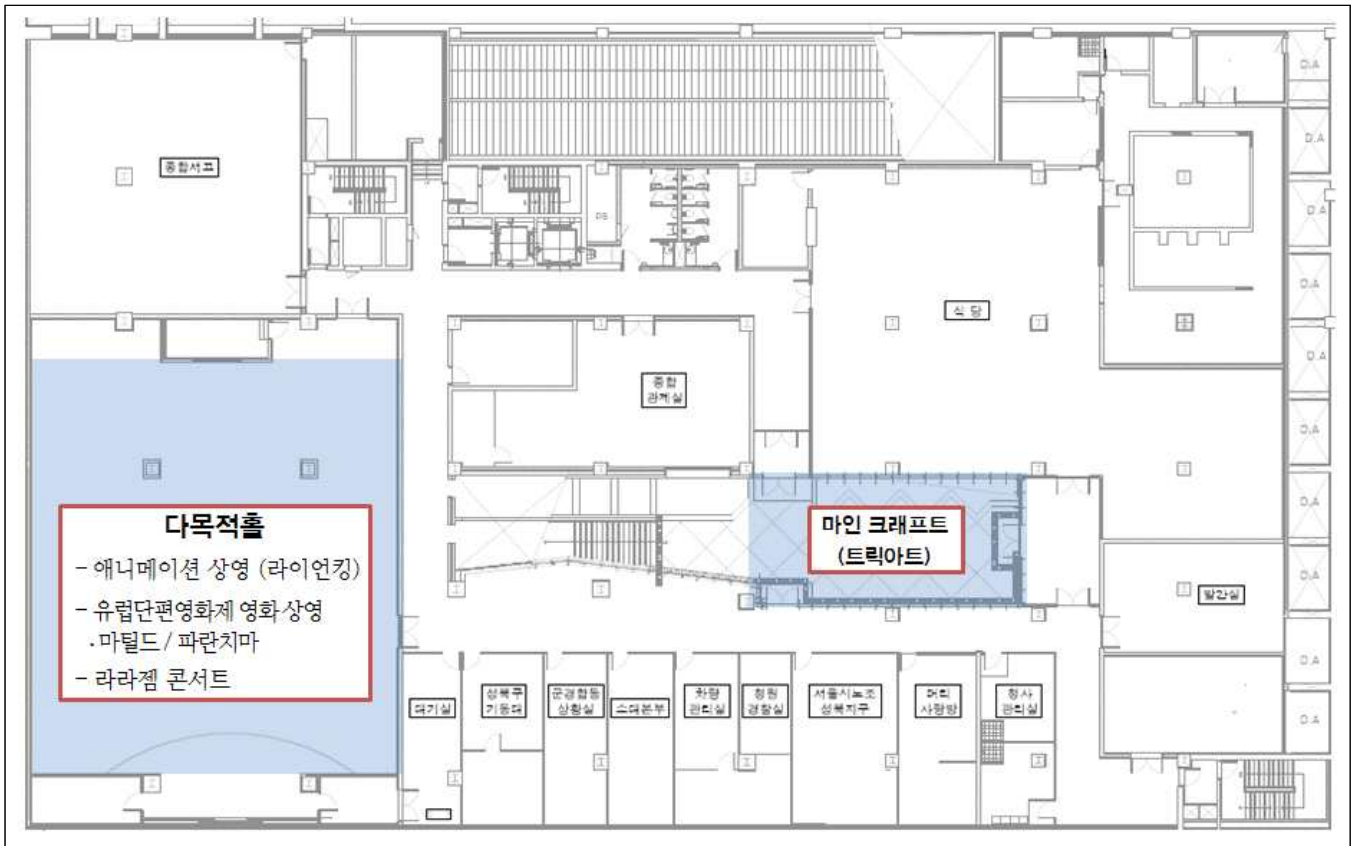 종합서고
PS
식 당
종합
관제실
다목적홀
- 애니메이션 상영 (라이언킹)
- 유럽단편영화제 영화 상영
. 마틸드 / 파란치마
- 라라젬 콘서트
마인 크래프트
(트릭아트)
발간실
대기실
성북구
기동대
군경합동
상황실
소대본부
차량
관리실
청원
경찰실
서울시노조
성북지구
머리
사랑방
청사
관리실
D.A
D.A
D.A
D.A
D.A
D.A
D.A
D.A
D.A
D.A